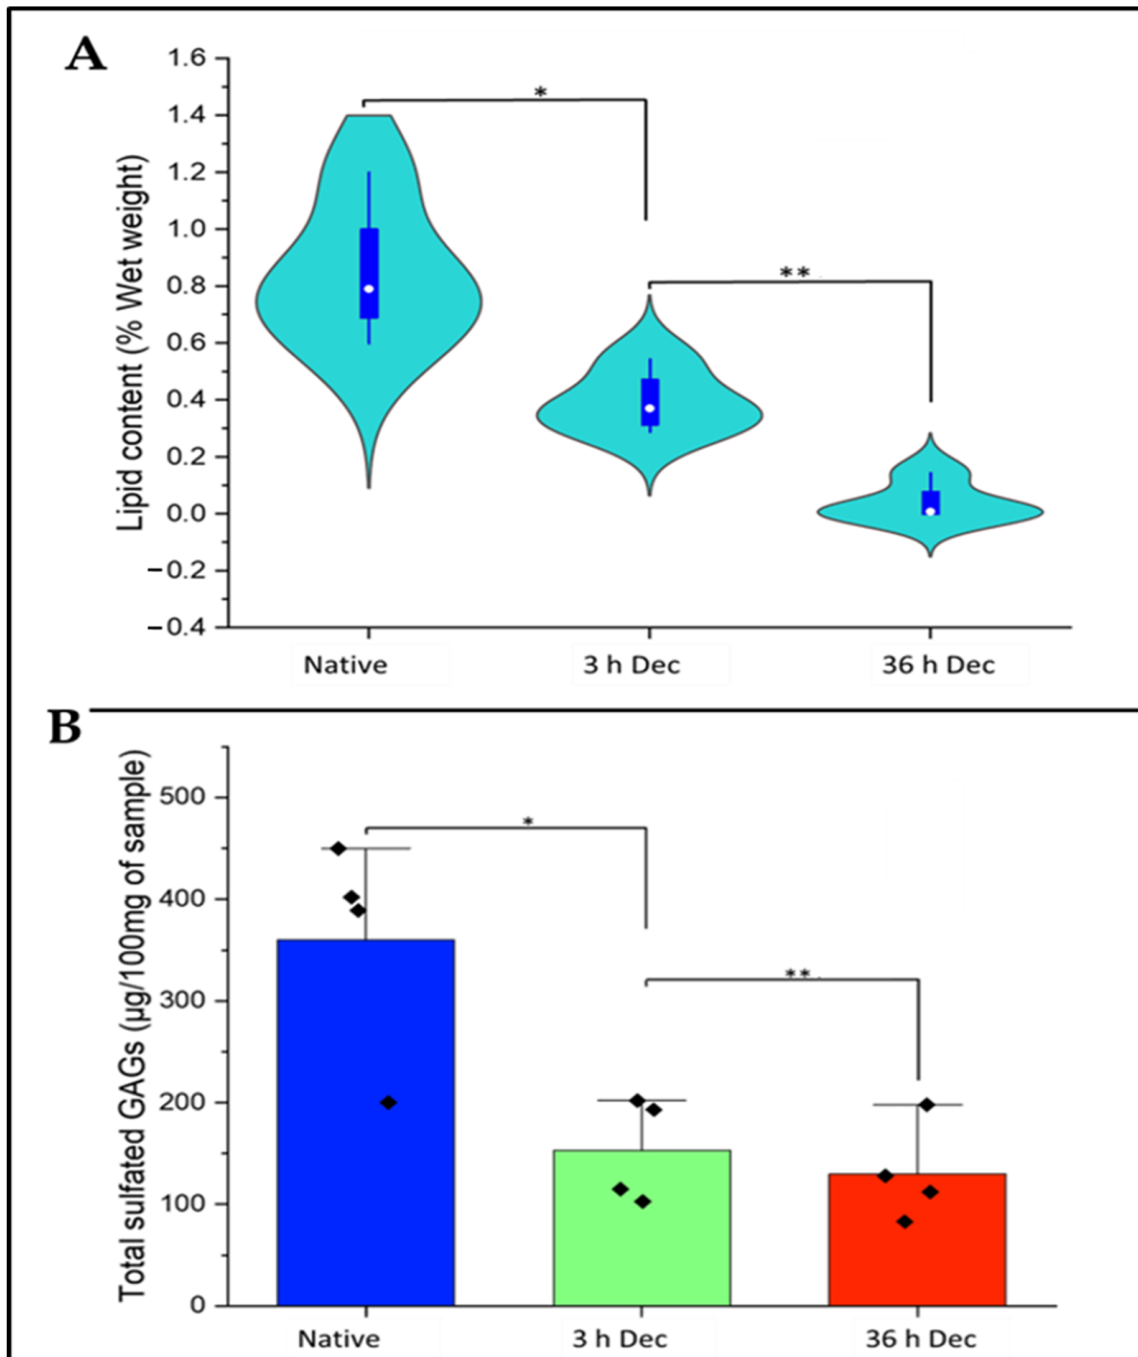 A
Lipid content (% Wet weight)
1.6
1.4
1.2
1.0
0.8
0.6
0.4
0.2
0.0
−0.2
−0.4
*
**
Native
3 h Dec
36 h Dec
B
Total sulfated GAGs (µg/100mg of sample)
500
400
300
200
100
0
*
**
Native
3 h Dec
36 h Dec